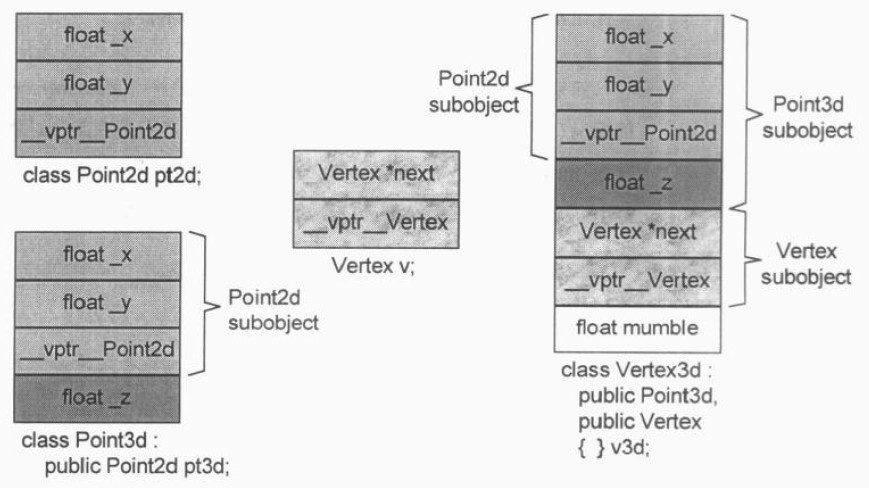 float _x
float _y
__vptr__Point2d
class Point2d pt2d;
float _x
float _y
__vptr__Point2d
float _z
Point2d
subobject
class Point3d :
public Point2d pt3d;
Vertex *next
__vptr__Vertex
Vertex v;
Point2d
subobject
float _x
float _y
__vptr__Point2d
float _z
Vertex *next
__vptr__Vertex
float mumble
Point3d
subobject
Vertex
subobject
class Vertex3d :
public Point3d,
public Vertex
{ } v3d;